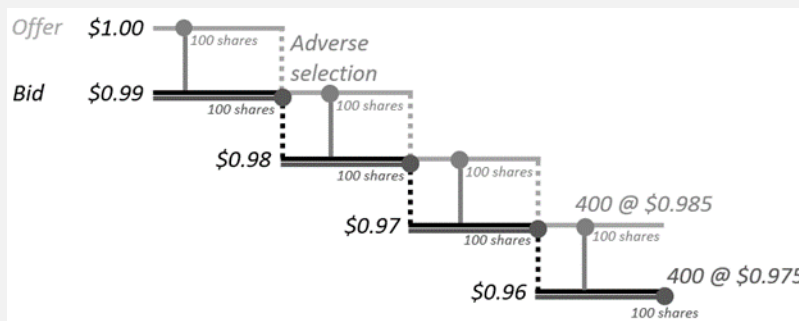 Offer $1.00
100 shares
Adverse
selection
Bid $0.99
100 shares
100 shares
$0.98
100 shares
100 shares
$0.97
100 shares
400 @ $0.985
100 shares
$0.96
400 @ $0.975
100 shares